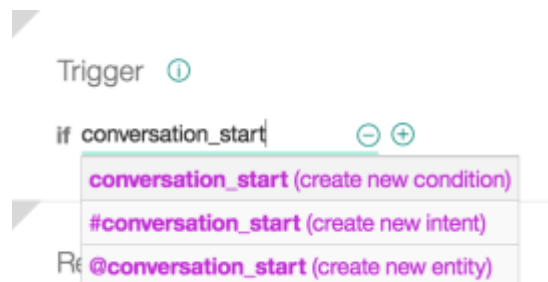 Trigger
if conversation_start
conversation_start (create new condition)
#conversation_start (create new intent)
Re @conversation_start (create new entity)